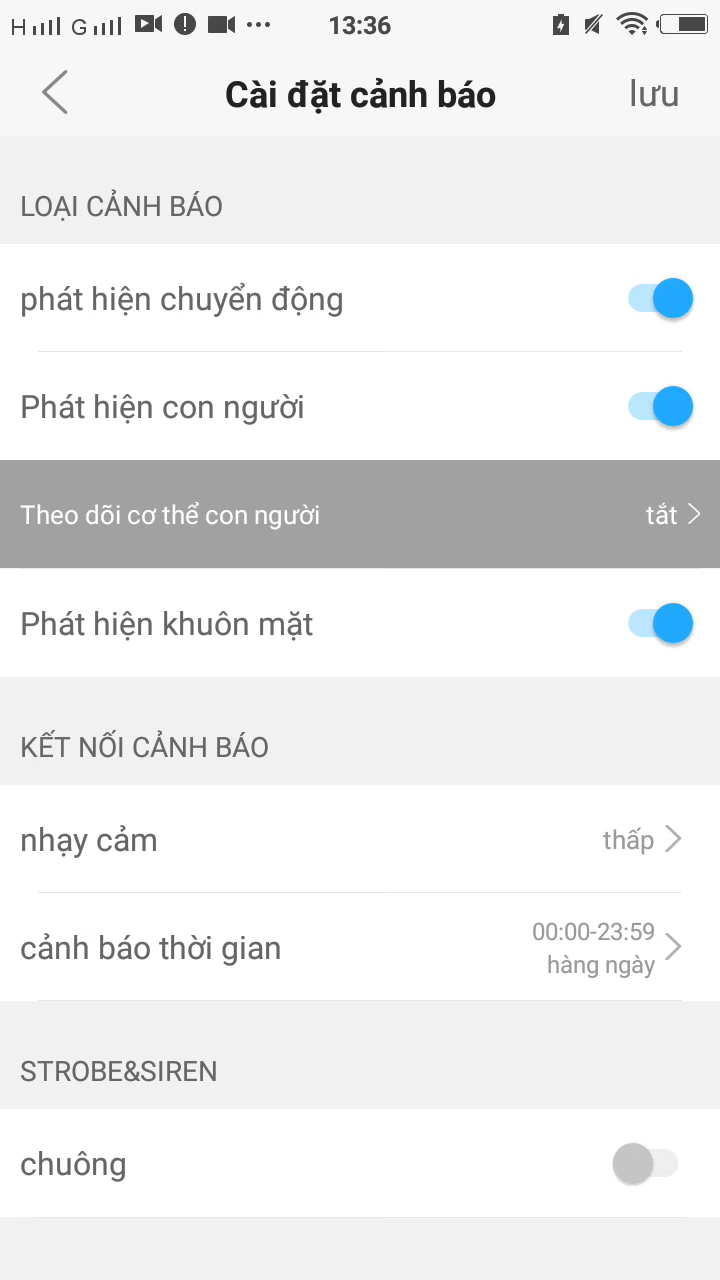 H G 13:36
Cài đặt cảnh báo lưu
LOẠI CẢNH BÁO
phát hiện chuyển động
Phát hiện con người
Theo dõi cơ thể con người tắt
Phát hiện khuôn mặt
KẾT NỐI CẢNH BÁO
nhạy cảm thấp
cảnh báo thời gian 00:00-23:59
hàng ngày
STROBE&SIREN
chuông